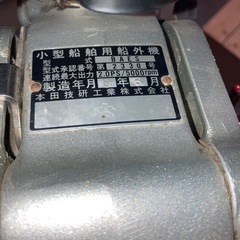 小型船舶用船外機
型式 BAES
型式承認番号 第2330号
連続最大出力 2.0PS/5000rpm
製造年月 年 月
本田技研工業株式会社